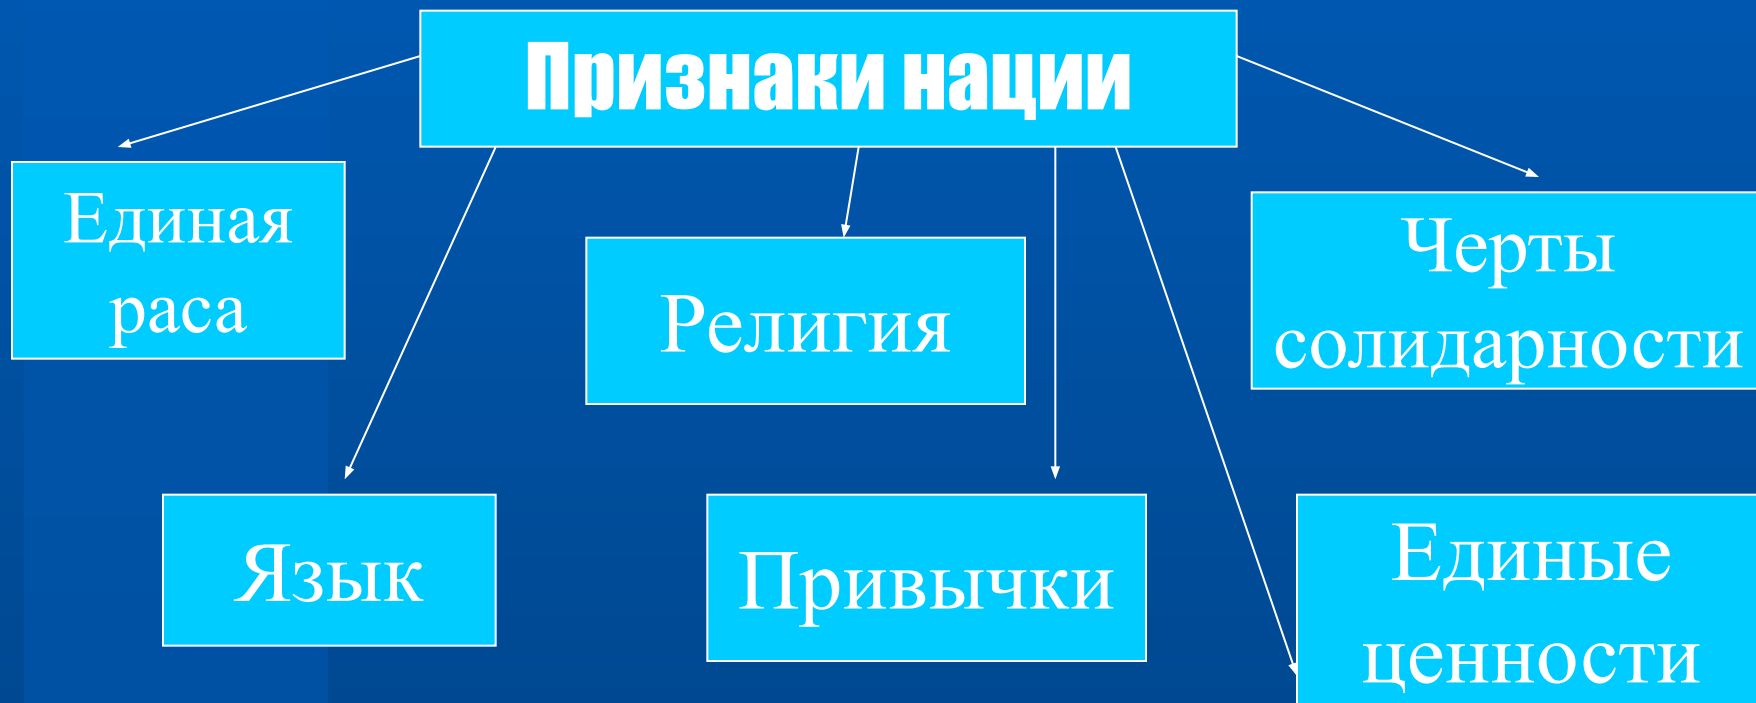 Признаки нации
Единая
раса
Религия
Черты
солидарности
Язык
Привычки
Единые
ценности